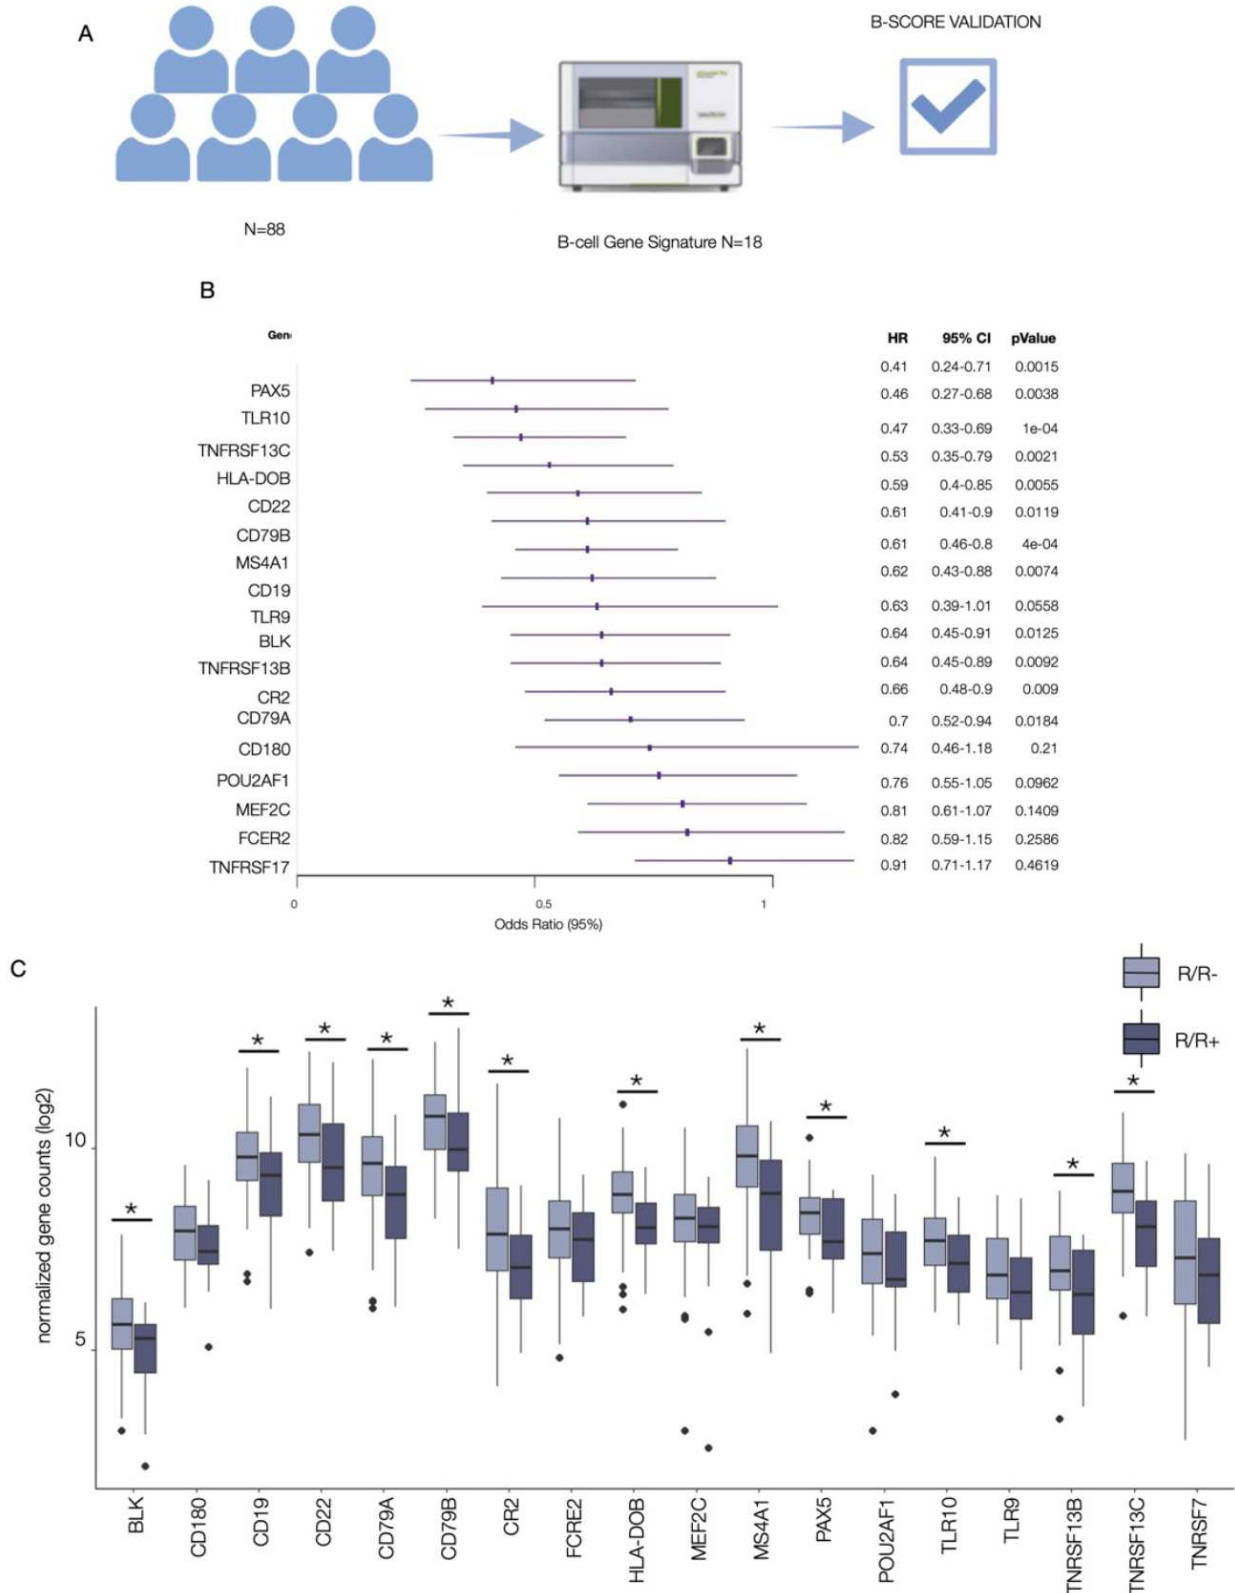 A
B-SCORE VALIDATION
N=88
B-cell Gene Signature N=18
B
Gen
HR 95% CI pValue
0.41 0.24-0.71 0.0015
PAX5
0.46 0.27-0.68 0.0038
TLR10
0.47 0.33-0.69 1e-04
TNFRSF13C
0.53 0.35-0.79 0.0021
HLA-DOB
0.59 0.4-0.85 0.0055
CD22
0.61 0.41-0.9 0.0119
CD79B
0.61 0.46-0.8 4e-04
MS4A1
0.62 0.43-0.88 0.0074
CD19
0.63 0.39-1.01 0.0558
TLR9
0.64 0.45-0.91 0.0125
BLK
0.64 0.45-0.89 0.0092
TNFRSF13B
0.66 0.48-0.9 0.009
CR2
CD79A
0.7 0.52-0.94 0.0184
CD180
0.74 0.46-1.18 0.21
POU2AF1
0.76 0.55-1.05 0.0962
MEF2C
0.81 0.61-1.07 0.1409
FCER2
0.82 0.59-1.15 0.2586
TNFRSF17
0.91 0.71-1.17 0.4619
0 0.5 1
Odds Ratio (95%)
C
R/R-
R/R+
normalized gene counts (log2)
10
5
* * * * * * * * * * * *
BLK
CD180
CD19
CD22
CD79A
CD79B
CR2
FCRE2
HLA-DOB
MEF2C
MS4A1
PAX5
POU2AF1
TLR10
TLR9
TNRSF13B
TNRSF13C
TNRSF7